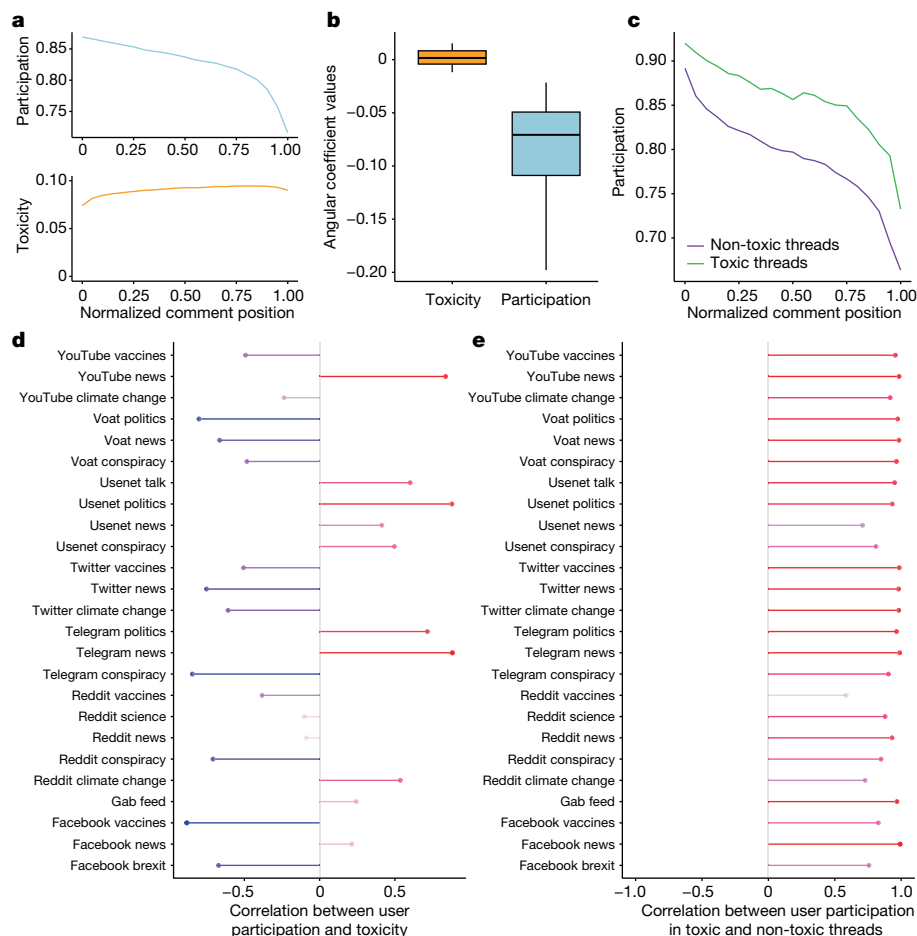 a
Participation
0.85
0.80
0.75
0 0.25 0.50 0.75 1.00
Toxicity
0.10
0.05
0
0 0.25 0.50 0.75 1.00
Normalized comment position
b
Angular coefficient values
0
−0.05
−0.10
−0.15
−0.20
Toxicity Participation
c
Participation
0.90
0.85
0.80
0.75
0.70
Non-toxic threads
Toxic threads
0 0.25 0.50 0.75 1.00
Normalized comment position
d
YouTube vaccines
YouTube news
YouTube climate change
Voat politics
Voat news
Voat conspiracy
Usenet talk
Usenet politics
Usenet news
Usenet conspiracy
Twitter vaccines
Twitter news
Twitter climate change
Telegram politics
Telegram news
Telegram conspiracy
Reddit vaccines
Reddit science
Reddit news
Reddit conspiracy
Reddit climate change
Gab feed
Facebook vaccines
Facebook news
Facebook brexit
−0.5 0 0.5
Correlation between user
participation and toxicity
e
YouTube vaccines
YouTube news
YouTube climate change
Voat politics
Voat news
Voat conspiracy
Usenet talk
Usenet politics
Usenet news
Usenet conspiracy
Twitter vaccines
Twitter news
Twitter climate change
Telegram politics
Telegram news
Telegram conspiracy
Reddit vaccines
Reddit science
Reddit news
Reddit conspiracy
Reddit climate change
Gab feed
Facebook vaccines
Facebook news
Facebook brexit
−1.0 −0.5 0 0.5 1.0
Correlation between user participation
in toxic and non-toxic threads